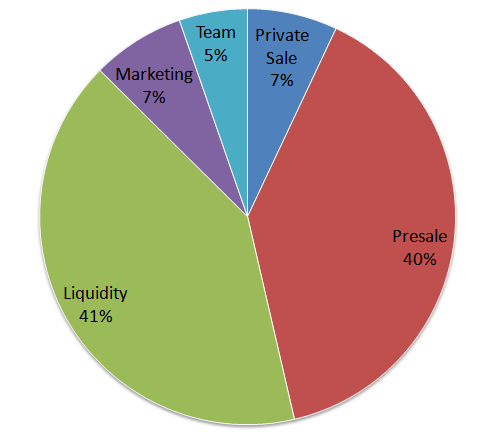 Team
5%
Private
Sale
7%
Marketing
7%
Presale
40%
Liquidity
41%